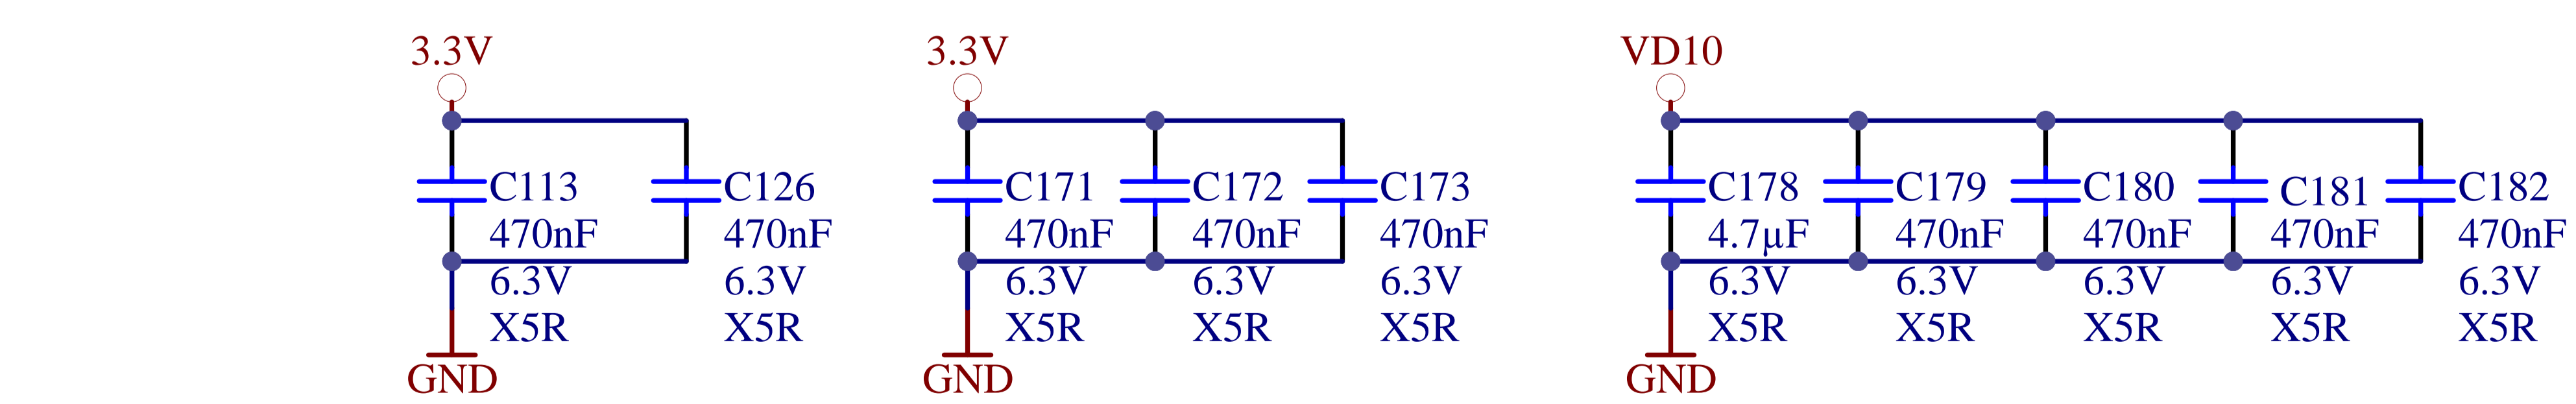 3.3V
3.3V
VD10
C113
C126
C171
C172
C173
C178
C179
C180
C181
C182
470nF
470nF
470nF
470nF
470nF
4.7µF
470nF
470nF
470nF
470nF
6.3V
6.3V
6.3V
6.3V
6.3V
6.3V
6.3V
6.3V
6.3V
6.3V
X5R
X5R
X5R
X5R
X5R
X5R
X5R
X5R
X5R
X5R
GND
GND
GND